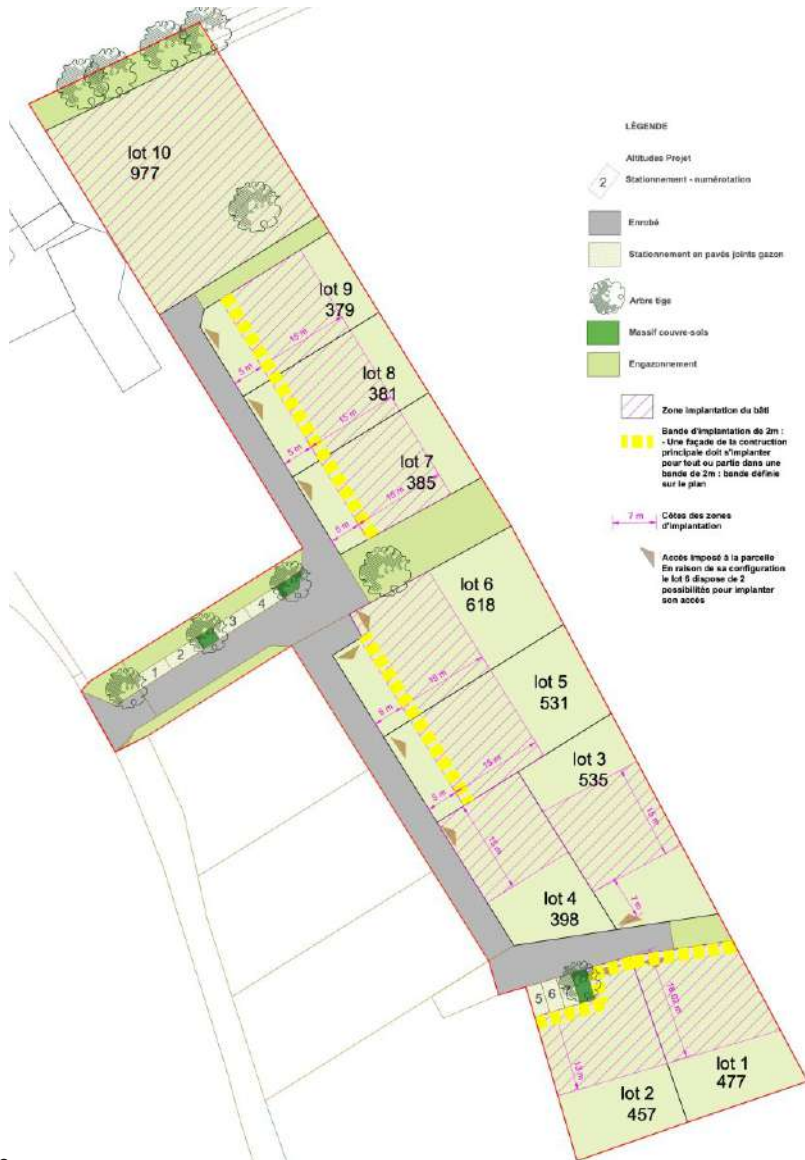 lot 10
977
LÉGENDE
Altitudes Projet
2
Stationnement - numérotation
Enrobé
Stationnement en pavés joints gazon
Arbre tige
Massif couvre-sols
Engazonnement
Zone implantation du bâti
Bande d'implantation de 2m :
- Une façade de la contruction
principale doit s'implanter
pour tout ou partie dans une
bande de 2m : bande définie
sur le plan
7 m
Côtes des zones
d'implantation
Accès imposé à la parcelle
En raison de sa configuration
le lot 6 dispose de 2
possibilités pour implanter
son accès
lot 9
379
15 m
5 m
lot 8
381
15 m
5 m
lot 7
385
15 m
5 m
lot 6
618
15 m
5 m
1
2
3
4
lot 5
531
15 m
5 m
lot 3
535
15 m
7 m
15 m
lot 4
398
5
6
18.03 m
13 m
lot 1
477
lot 2
457